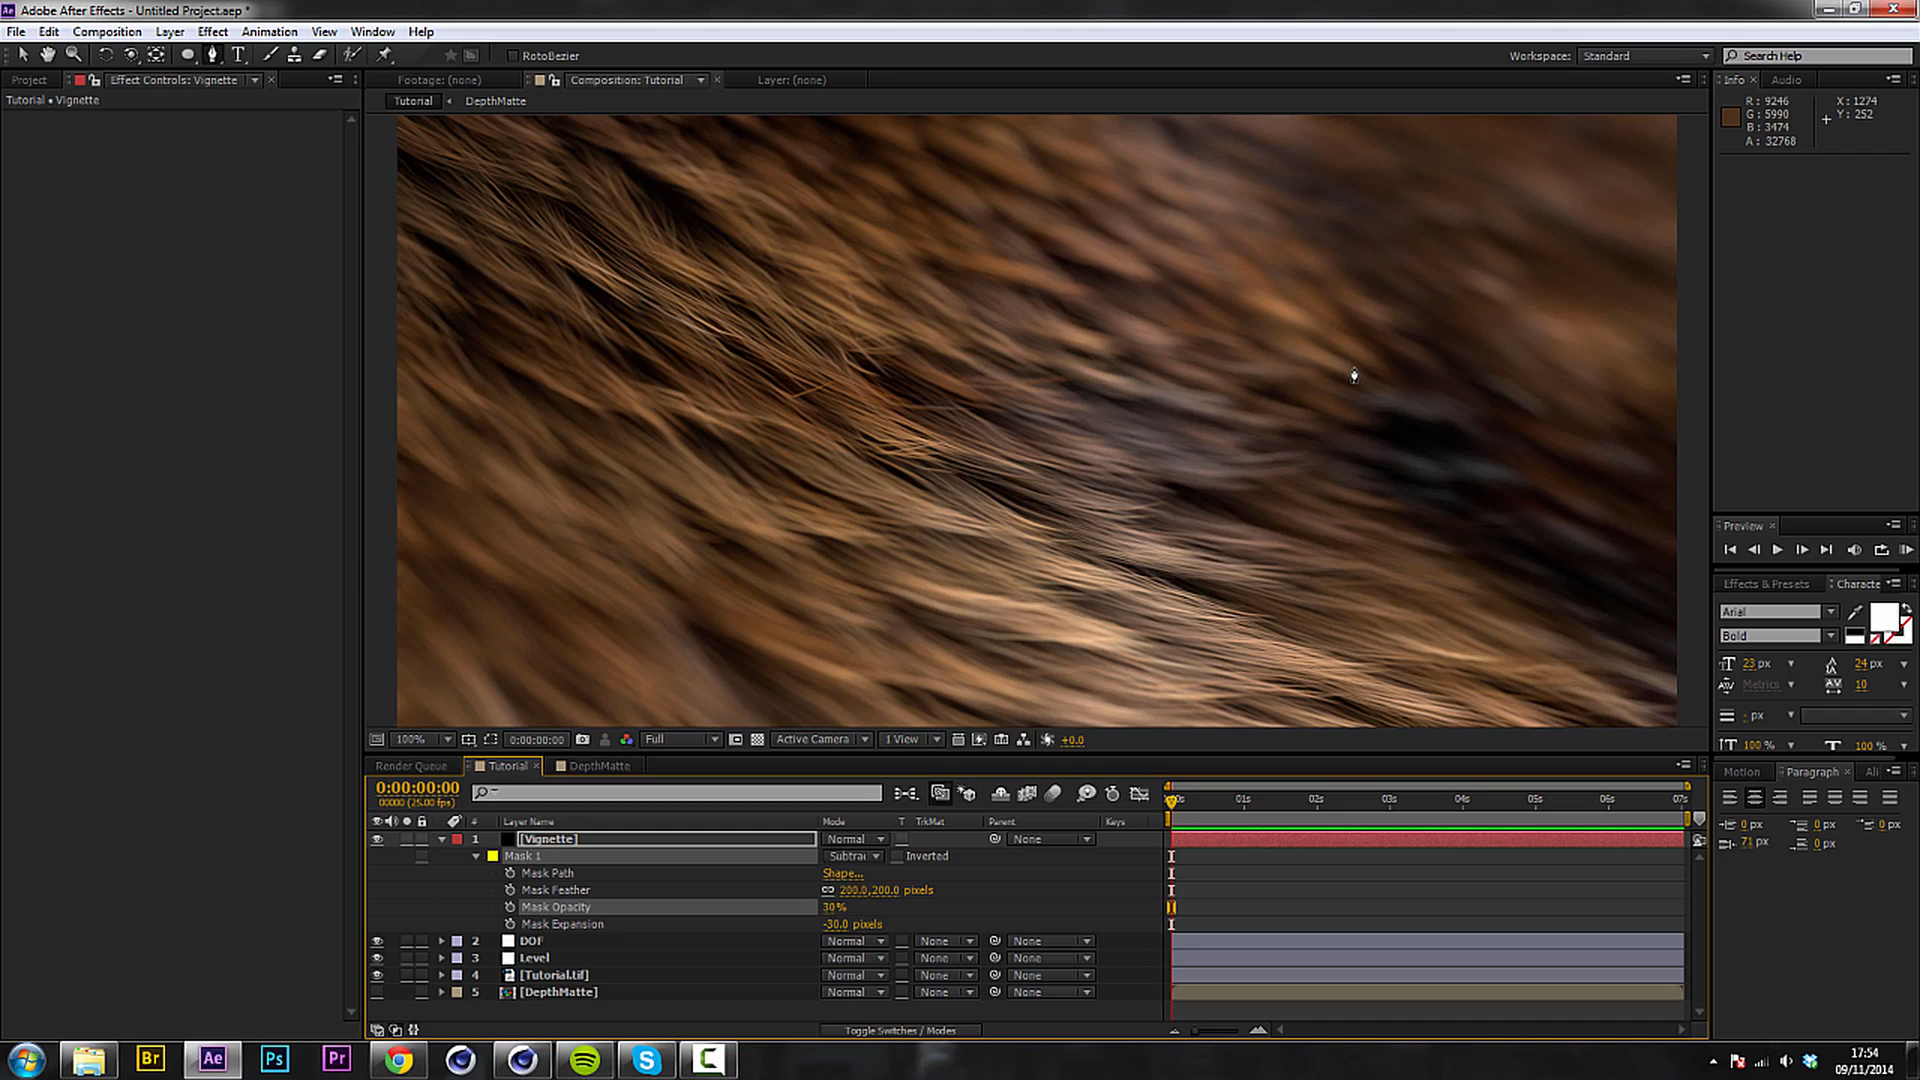 Adobe After Effects - Untitled Project.aep *
File Edit Composition Layer Effect Animation View Window Help
RotoBezier
Workspace: Standard
Search Help
Project
Effect Controls: Vignette
Tutorial • Vignette
Footage: (none)
Composition: Tutorial
Layer: (none)
Tutorial
DepthMatte
Info
Audio
R: 9246
G: 5990
B: 3474
A: 32768
X: 1274
Y: 252
Preview
Effects & Presets
Characte
Arial
Bold
23 px
24 px
Metrics
10
- px
100 %
100 %
Motion
Paragraph
Ali
0 px
0 px
0 px
71 px
0 px
100%
0:00:00:00
Full
Active Camera
1 View
+0.0
Render Queue
Tutorial
DepthMatte
0:00:00:00
00000 (25.00 fps)
# Layer Name Mode T TrkMat Parent Keys
01s 02s 03s 04s 05s 06s 07s
1 [Vignette] Normal None
Mask 1 Subtrac Inverted
Mask Path Shape...
Mask Feather 200.0,200.0 pixels
Mask Opacity 30%
Mask Expansion -30.0 pixels
2 DOF Normal None None
3 Level Normal None None
4 [Tutorial.tif] Normal None None
5 [DepthMatte] Normal None None
Toggle Switches / Modes
Br Ae Ps Pr
17:54
09/11/2014